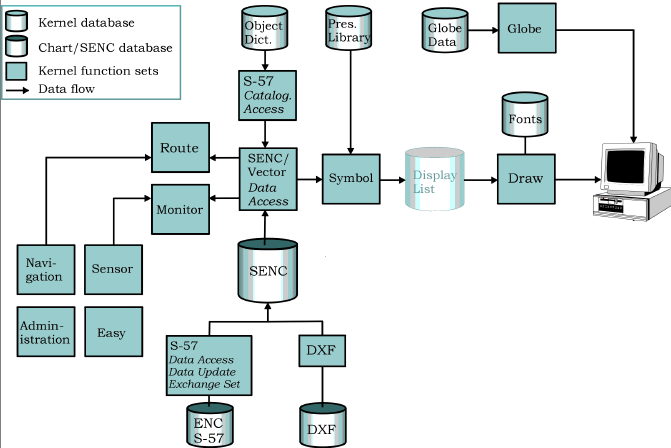 Kernel database
Chart/SENC database
Kernel function sets
Data flow
Object
Dict.
Pres.
Library
Globe
Data
Globe
S-57
Catalog.
Access
Fonts
Route
SENC/
Vector
Data
Access
Symbol
Display
List
Draw
Monitor
Navi-
gation
Sensor
SENC
Admin-
istration
Easy
S-57
Data Access
Data Update
Exchange Set
DXF
ENC
S-57
DXF